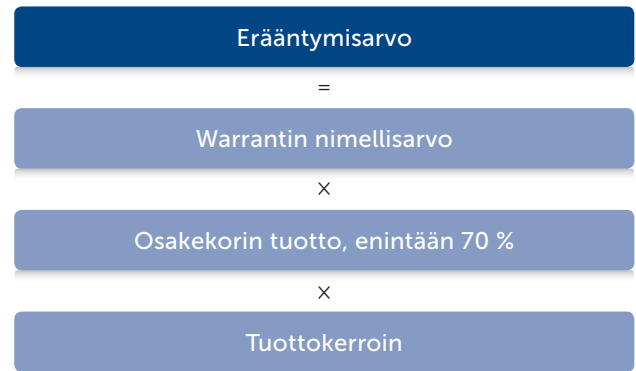 Erääntymisarvo
=
Warrantin nimellisarvo
×
Osakekorin tuotto, enintään 70 %
×
Tuottokerroin